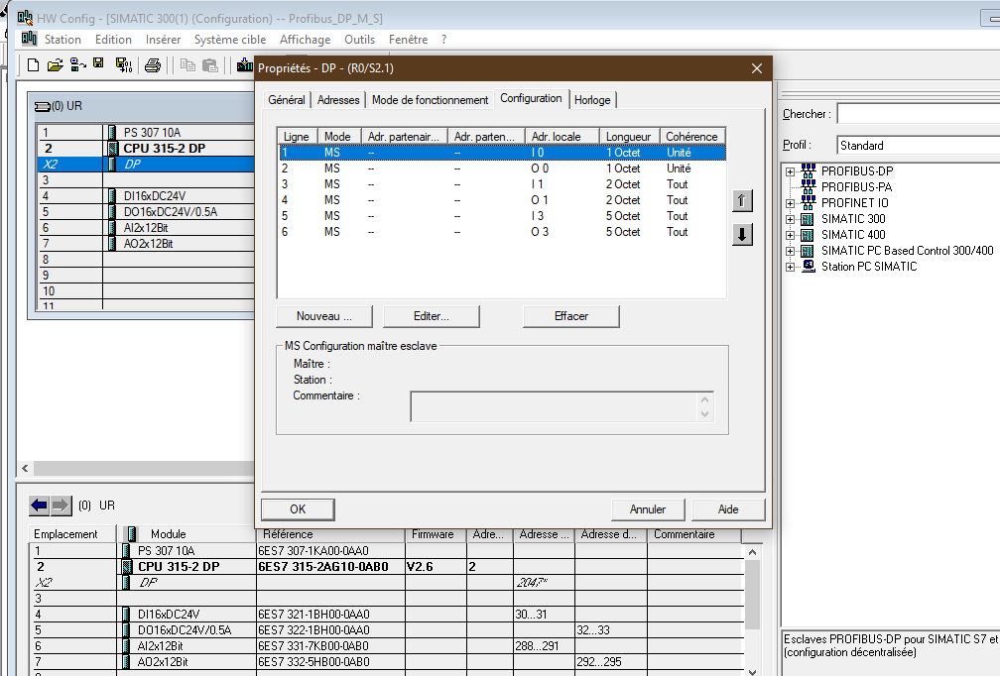 HW Config - [SIMATIC 300(1) (Configuration) -- Profibus_DP_M_S]
Station Edition Insérer Système cible Affichage Outils Fenêtre ?
Propriétés - DP - (R0/S2.1)
Général Adresses Mode de fonctionnement Configuration Horloge
Ligne Mode Adr. partenair... Adr. parten... Adr. locale Longueur Cohérence
1 MS -- -- I 0 1 Octet Unité
2 MS -- -- O 0 1 Octet Unité
3 MS -- -- I 1 2 Octet Tout
4 MS -- -- O 1 2 Octet Tout
5 MS -- -- I 3 5 Octet Tout
6 MS -- -- O 3 5 Octet Tout
Nouveau ... Editer... Effacer
MS Configuration maître esclave
Maître :
Station :
Commentaire :
OK Annuler Aide
(0) UR
1 PS 307 10A
2 CPU 315-2 DP
X2 DP
3
4 DI16xDC24V
5 DO16xDC24V/0.5A
6 AI2x12Bit
7 AO2x12Bit
8
9
10
11
Chercher :
Profil : Standard
PROFIBUS-DP
PROFIBUS-PA
PROFINET IO
SIMATIC 300
SIMATIC 400
SIMATIC PC Based Control 300/400
Station PC SIMATIC
(0) UR
Emplacement Module Référence Firmware Adre... Adresse ... Adresse d... Commentaire
1 PS 307 10A 6ES7 307-1KA00-0AA0
2 CPU 315-2 DP 6ES7 315-2AG10-0AB0 V2.6 2
X2 DP 2047*
3
4 DI16xDC24V 6ES7 321-1BH00-0AA0 30...31
5 DO16xDC24V/0.5A 6ES7 322-1BH00-0AA0 32...33
6 AI2x12Bit 6ES7 331-7KB00-0AB0 288...291
7 AO2x12Bit 6ES7 332-5HB00-0AB0 292...295
Esclaves PROFIBUS-DP pour SIMATIC S7 et
(configuration décentralisée)